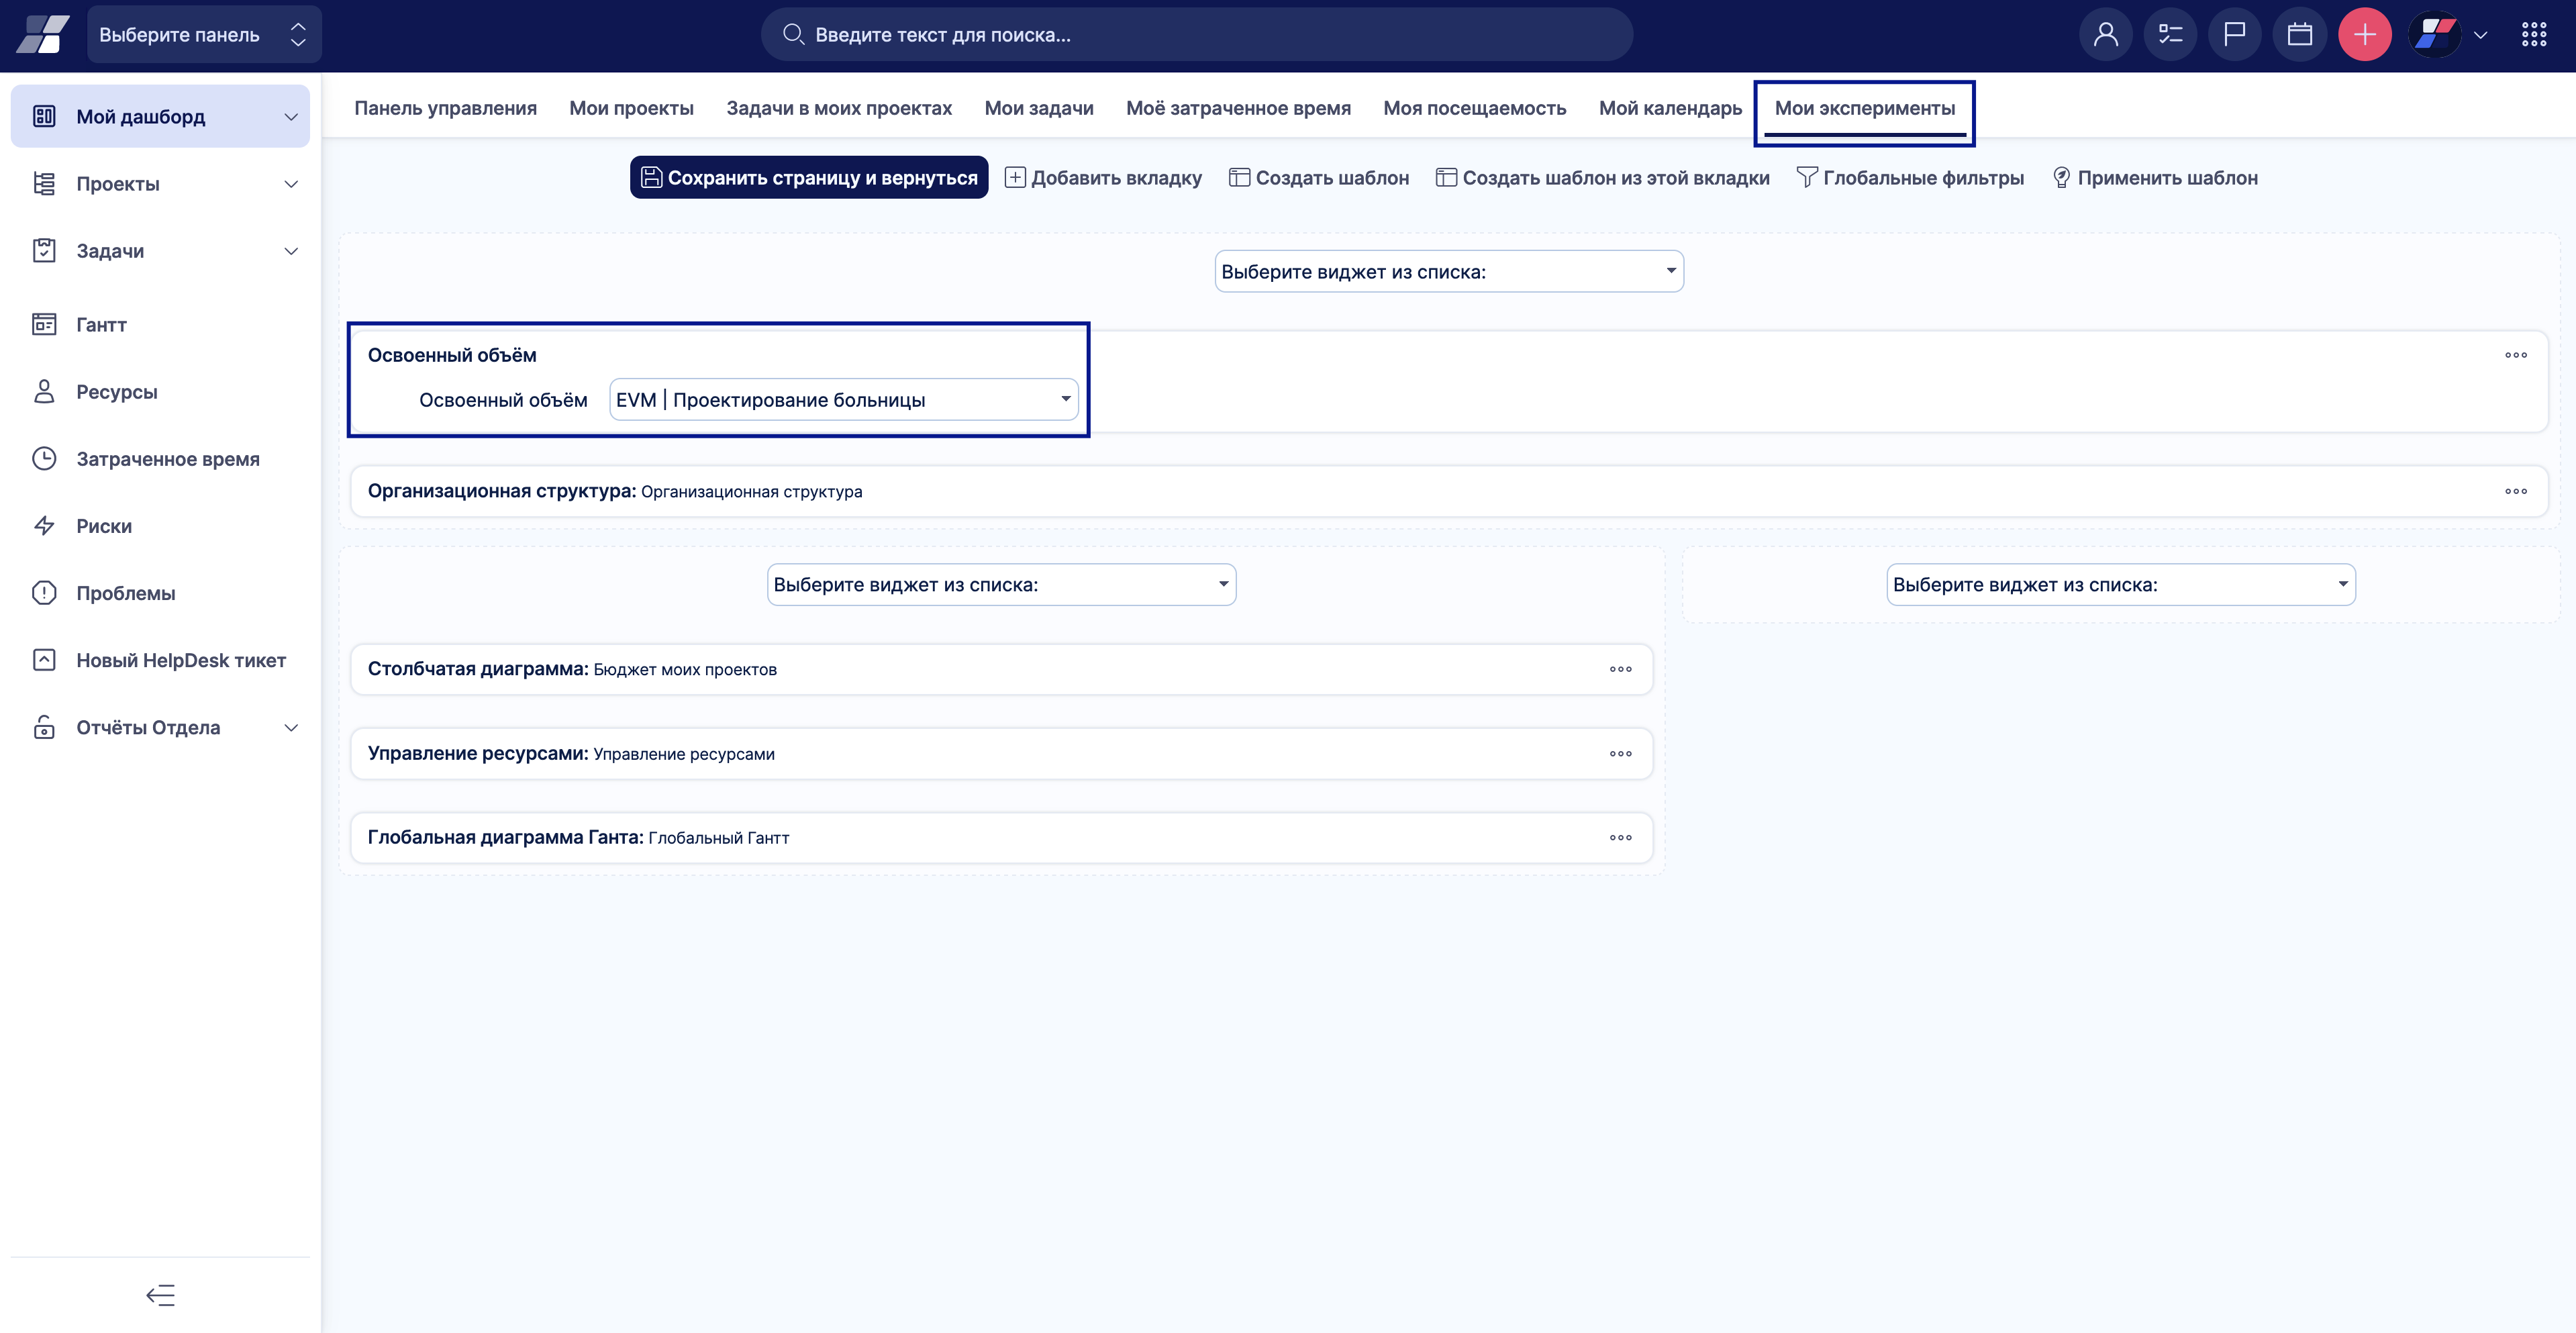 Выберите панель
Введите текст для поиска...
Мой дашборд
Проекты
Задачи
Гантт
Ресурсы
Затраченное время
Риски
Проблемы
Новый HelpDesk тикет
Отчёты Отдела
Панель управления Мои проекты Задачи в моих проектах Мои задачи Моё затраченное время Моя посещаемость Мой календарь Мои эксперименты
Сохранить страницу и вернуться Добавить вкладку Создать шаблон Создать шаблон из этой вкладки Глобальные фильтры Применить шаблон
Выберите виджет из списка:
Освоенный объём
Освоенный объём EVM | Проектирование больницы
Организационная структура: Организационная структура
Выберите виджет из списка:
Столбчатая диаграмма: Бюджет моих проектов
Управление ресурсами: Управление ресурсами
Глобальная диаграмма Ганта: Глобальный Гантт
Выберите виджет из списка: